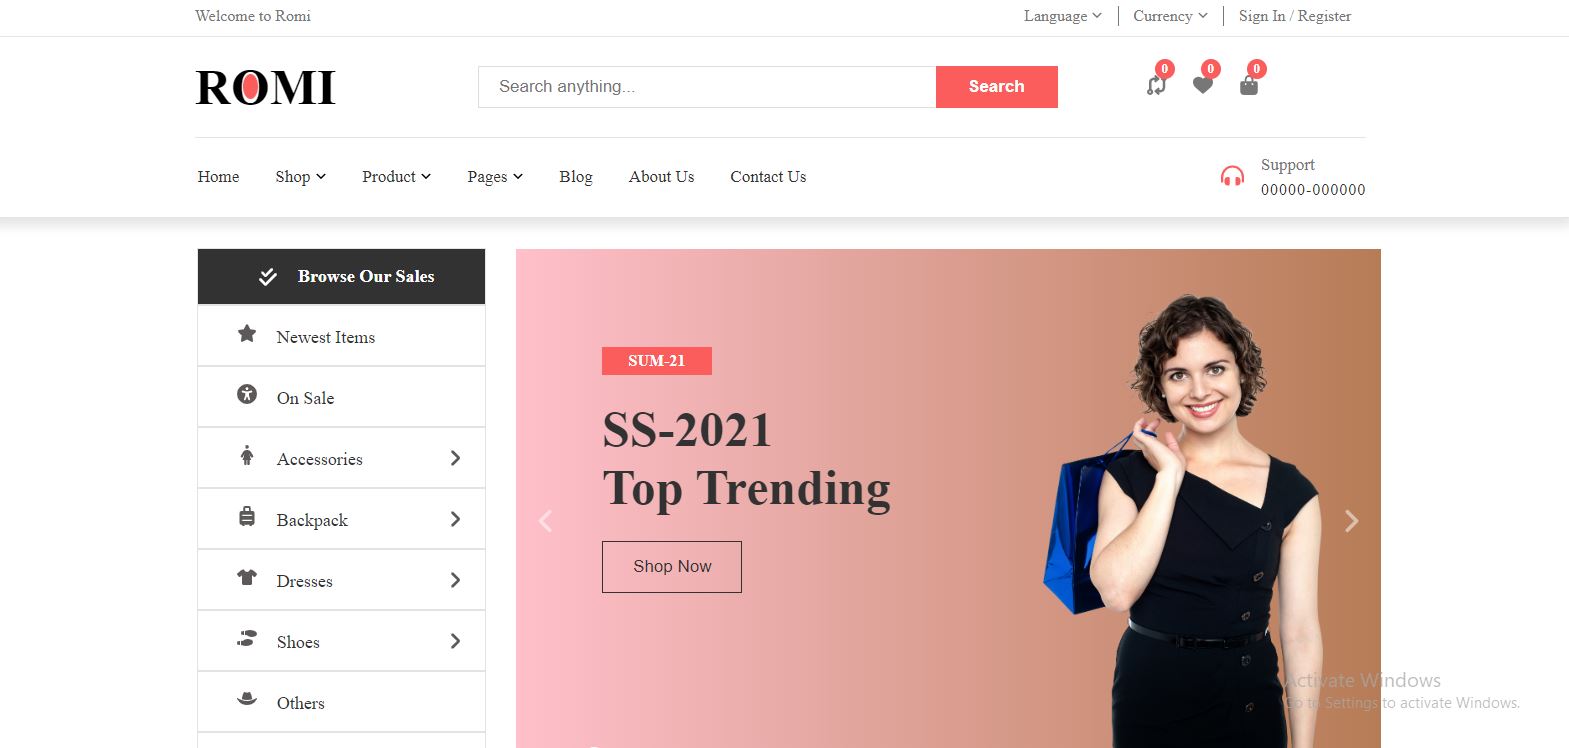 Welcome to Romi
Language
Currency
Sign In / Register
ROMI
Search anything...
Search
0
0
0
Home
Shop
Product
Pages
Blog
About Us
Contact Us
Support
00000-000000
Browse Our Sales
Newest Items
On Sale
Accessories
Backpack
Dresses
Shoes
Others
SUM-21
SS-2021
Top Trending
Shop Now
Activate Windows
Go to Settings to activate Windows.